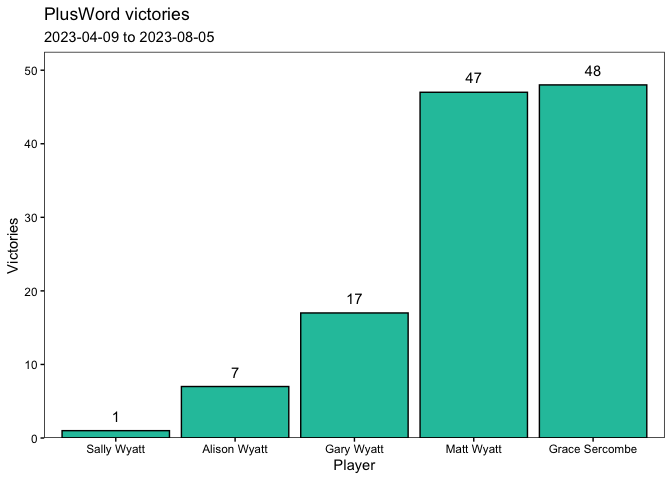 PlusWord victories
2023-04-09 to 2023-08-05
50
40
30
20
10
0
Victories
1
7
17
47
48
Sally Wyatt
Alison Wyatt
Gary Wyatt
Matt Wyatt
Grace Sercombe
Player